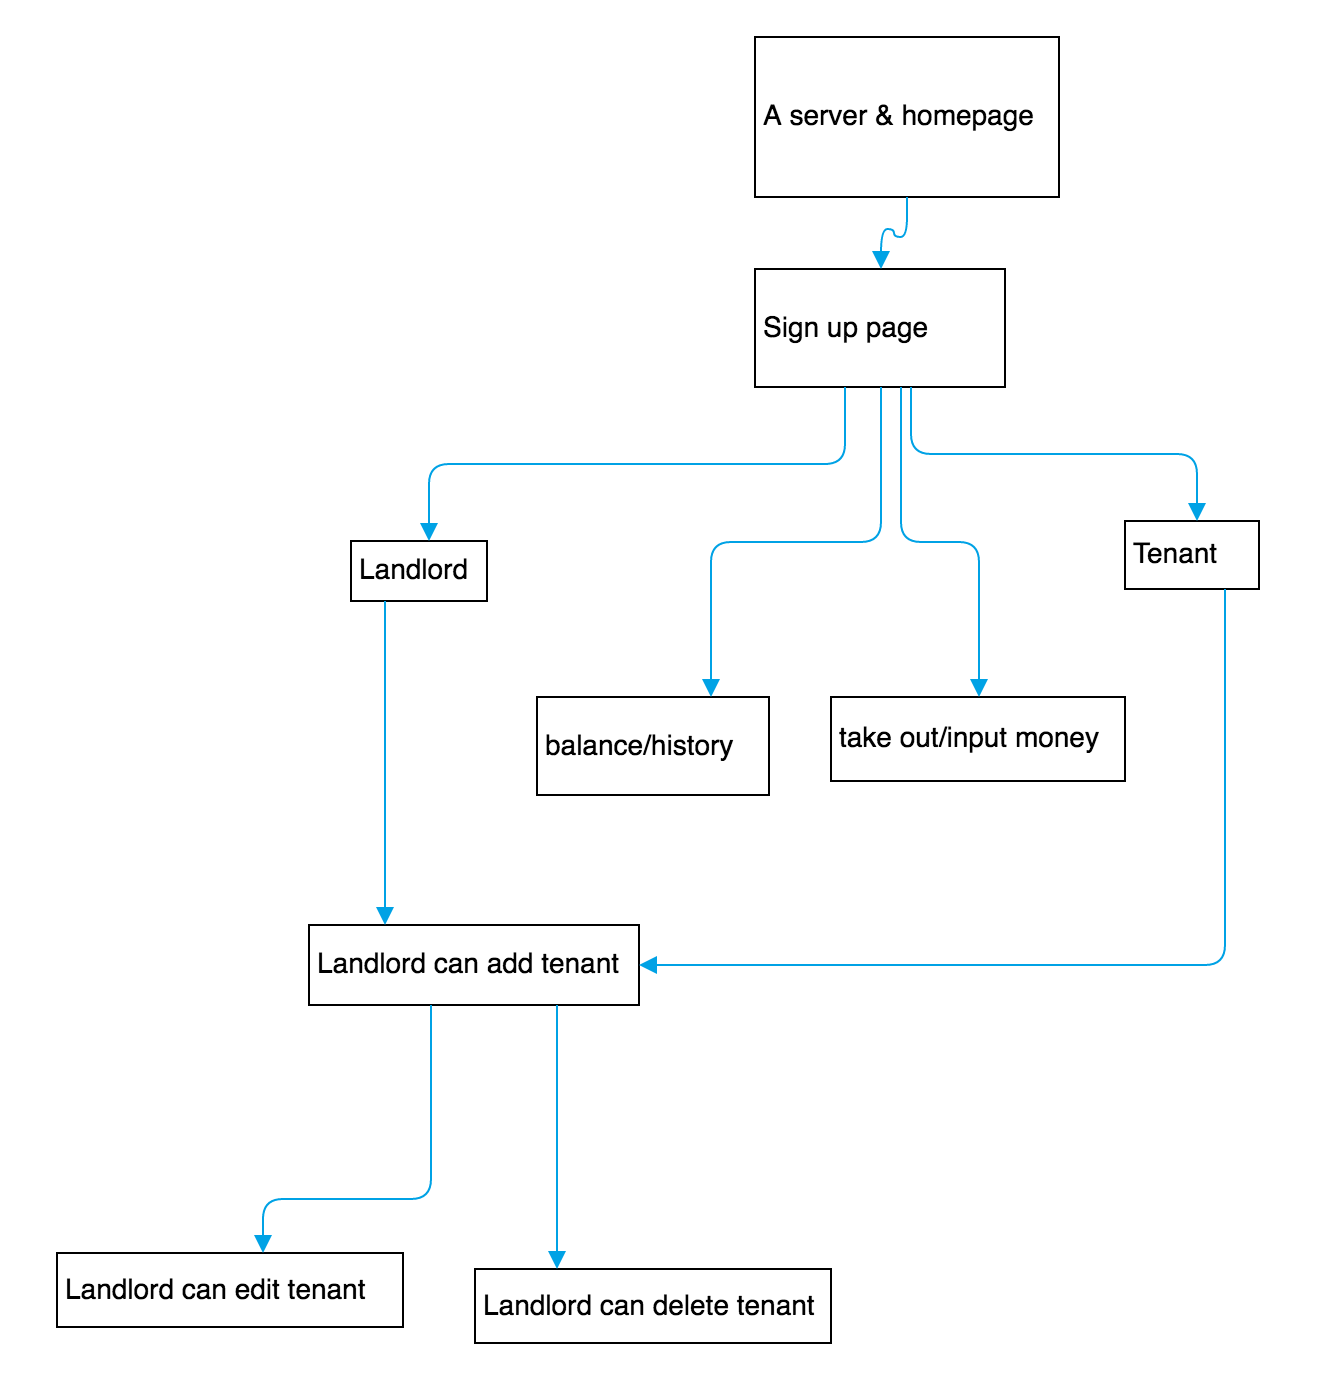 A server & homepage
Sign up page
Landlord
Tenant
balance/history
take out/input money
Landlord can add tenant
Landlord can edit tenant
Landlord can delete tenant